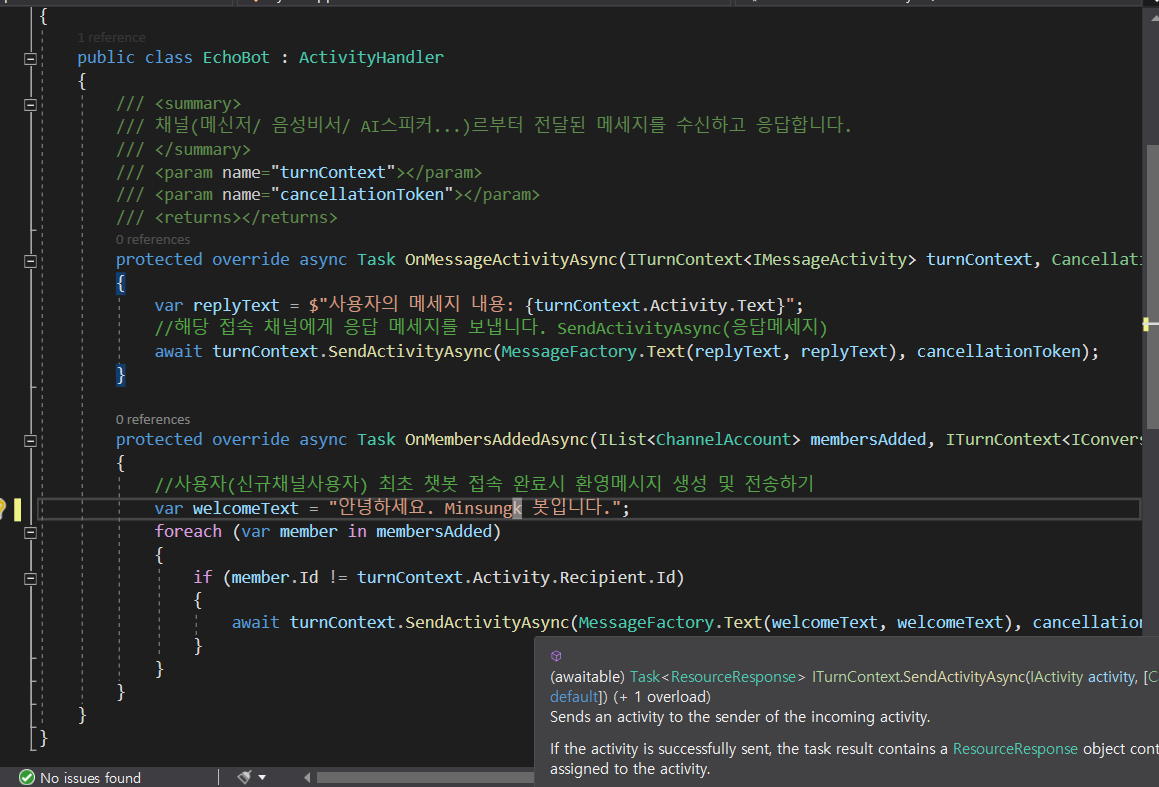 {
1 reference
public class EchoBot : ActivityHandler
{
/// <summary>
/// 채널(메신저/ 음성비서/ AI스피커...)르부터 전달된 메세지를 수신하고 응답합니다.
/// </summary>
/// <param name="turnContext"></param>
/// <param name="cancellationToken"></param>
/// <returns></returns>
0 references
protected override async Task OnMessageActivityAsync(ITurnContext<IMessageActivity> turnContext, Cancellati
{
var replyText = $"사용자의 메세지 내용: {turnContext.Activity.Text}";
//해당 접속 채널에게 응답 메세지를 보냅니다. SendActivityAsync(응답메세지)
await turnContext.SendActivityAsync(MessageFactory.Text(replyText, replyText), cancellationToken);
}
0 references
protected override async Task OnMembersAddedAsync(IList<ChannelAccount> membersAdded, ITurnContext<IConvers
{
//사용자(신규채널사용자) 최초 챗봇 접속 완료시 환영메시지 생성 및 전송하기
var welcomeText = "안녕하세요. Minsungk 봇입니다.";
foreach (var member in membersAdded)
{
if (member.Id != turnContext.Activity.Recipient.Id)
{
await turnContext.SendActivityAsync(MessageFactory.Text(welcomeText, welcomeText), cancellation
}
}
}
}
}
(awaitable) Task<ResourceResponse> ITurnContext.SendActivityAsync(IActivity activity, [C
default]) (+ 1 overload)
Sends an activity to the sender of the incoming activity.
If the activity is successfully sent, the task result contains a ResourceResponse object cont
assigned to the activity.
No issues found